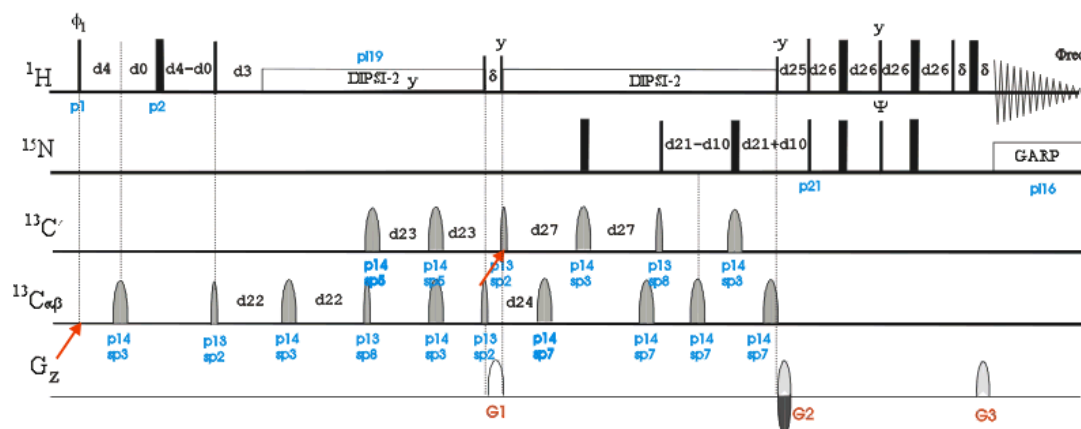 ϕ1 y -y y
pl19
d4 d0 d4-d0 d3 DIPSI-2 y δ DIPSI-2 d25 d26 d26 d26 d26 δ δ Φrec
1H
p1 p2 Ψ
15N d21-d10 d21+d10 GARP
p21 pl16
13C' d23 d23 d27 d27
p14 p14 p13 p14 p13 p14
sp5 sp5 sp2 sp3 sp8 sp3
13Cαβ d22 d22 d24
p14 p13 p14 p13 p14 p13 p14 p14 p14 p14
sp3 sp2 sp3 sp8 sp3 sp2 sp7 sp7 sp7 sp7
GZ
G1 G2 G3